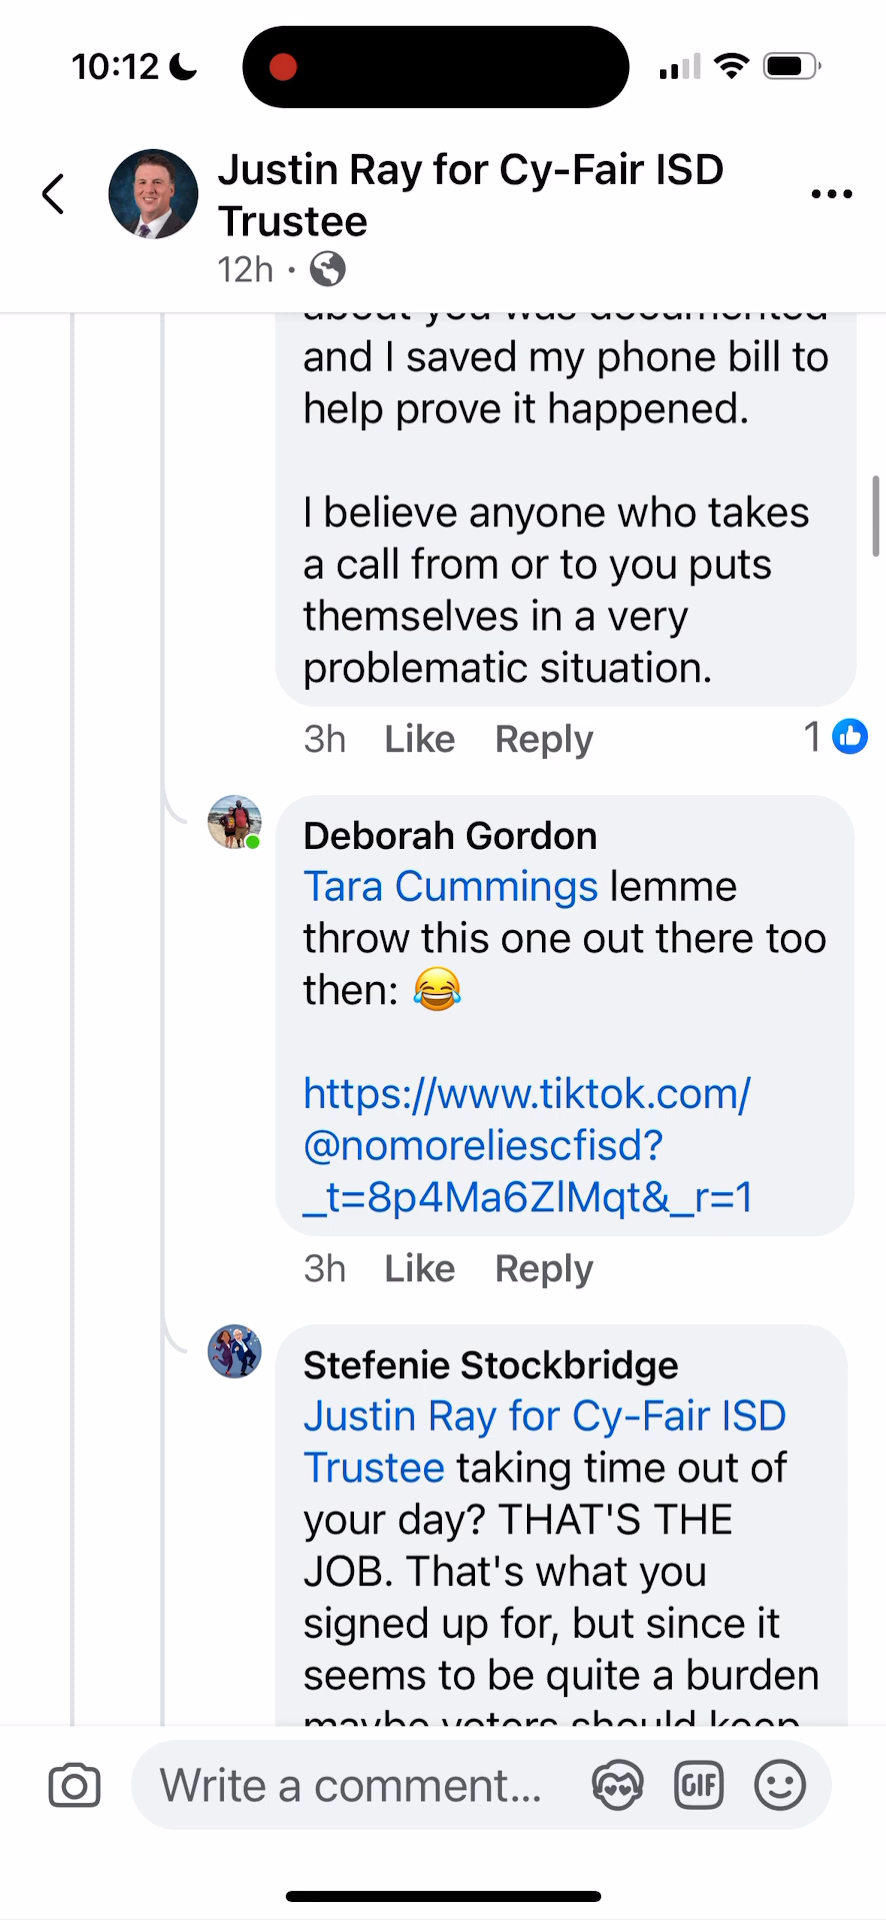 10:12
Justin Ray for Cy-Fair ISD
Trustee
12h ·
about you was documented
and I saved my phone bill to
help prove it happened.
I believe anyone who takes
a call from or to you puts
themselves in a very
problematic situation.
3h Like Reply 1
Deborah Gordon
Tara Cummings lemme
throw this one out there too
then: 😂
https://www.tiktok.com/
@nomoreliescfisd?
_t=8p4Ma6ZlMqt&_r=1
3h Like Reply
Stefenie Stockbridge
Justin Ray for Cy-Fair ISD
Trustee taking time out of
your day? THAT'S THE
JOB. That's what you
signed up for, but since it
seems to be quite a burden
maybe voters should keep
Write a comment...
GIF